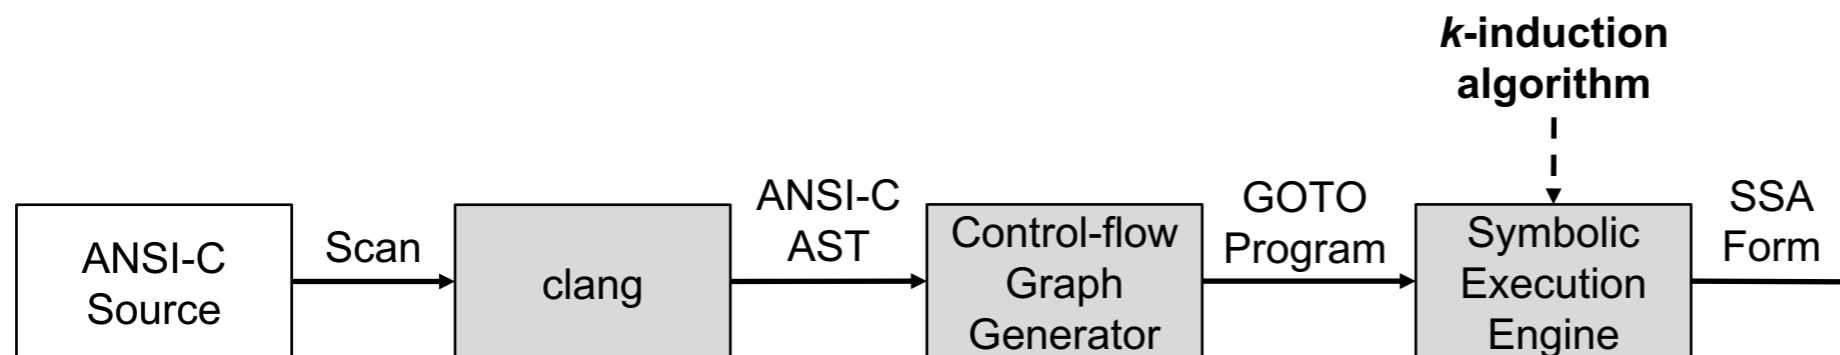 k-induction
algorithm
ANSI-C
Source
Scan
clang
ANSI-C
AST
Control-flow
Graph
Generator
GOTO
Program
Symbolic
Execution
Engine
SSA
Form